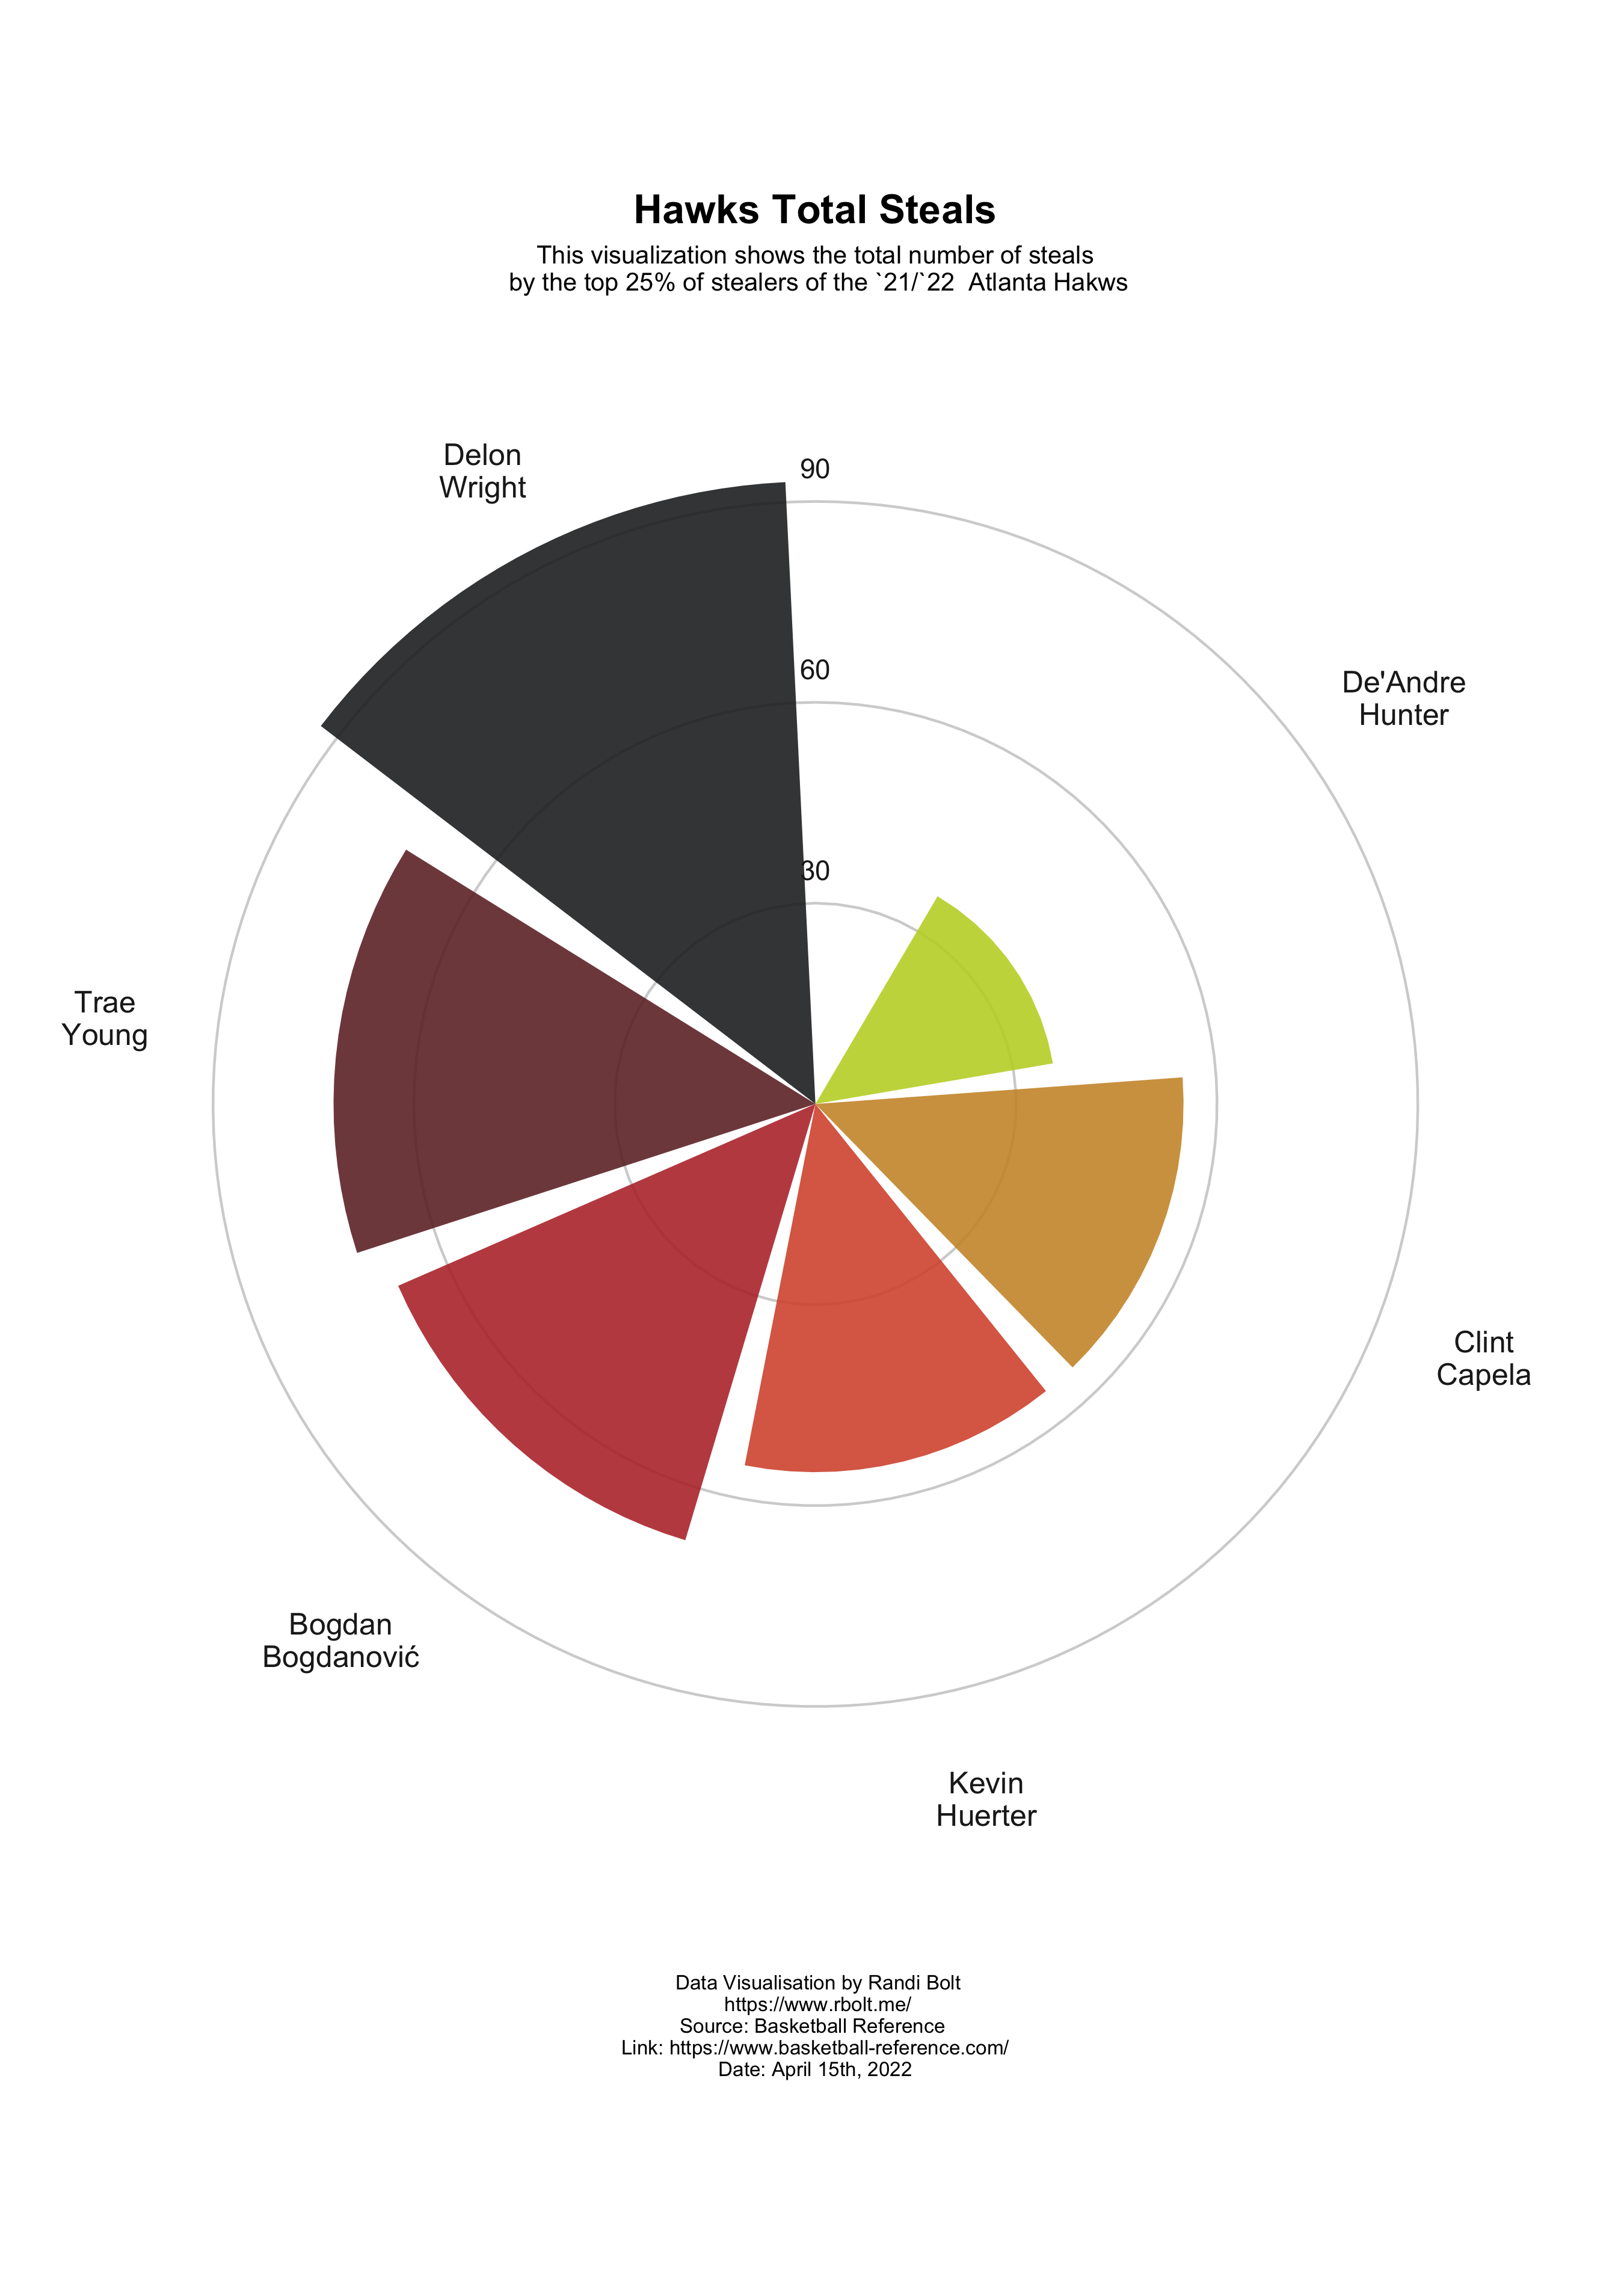 Hawks Total Steals
This visualization shows the total number of steals
by the top 25% of stealers of the `21/`22  Atlanta Hakws
Delon
Wright
90
60
30
De'Andre
Hunter
Trae
Young
Clint
Capela
Bogdan
Bogdanović
Kevin
Huerter
Data Visualisation by Randi Bolt
https://www.rbolt.me/
Source: Basketball Reference
Link: https://www.basketball-reference.com/
Date: April 15th, 2022